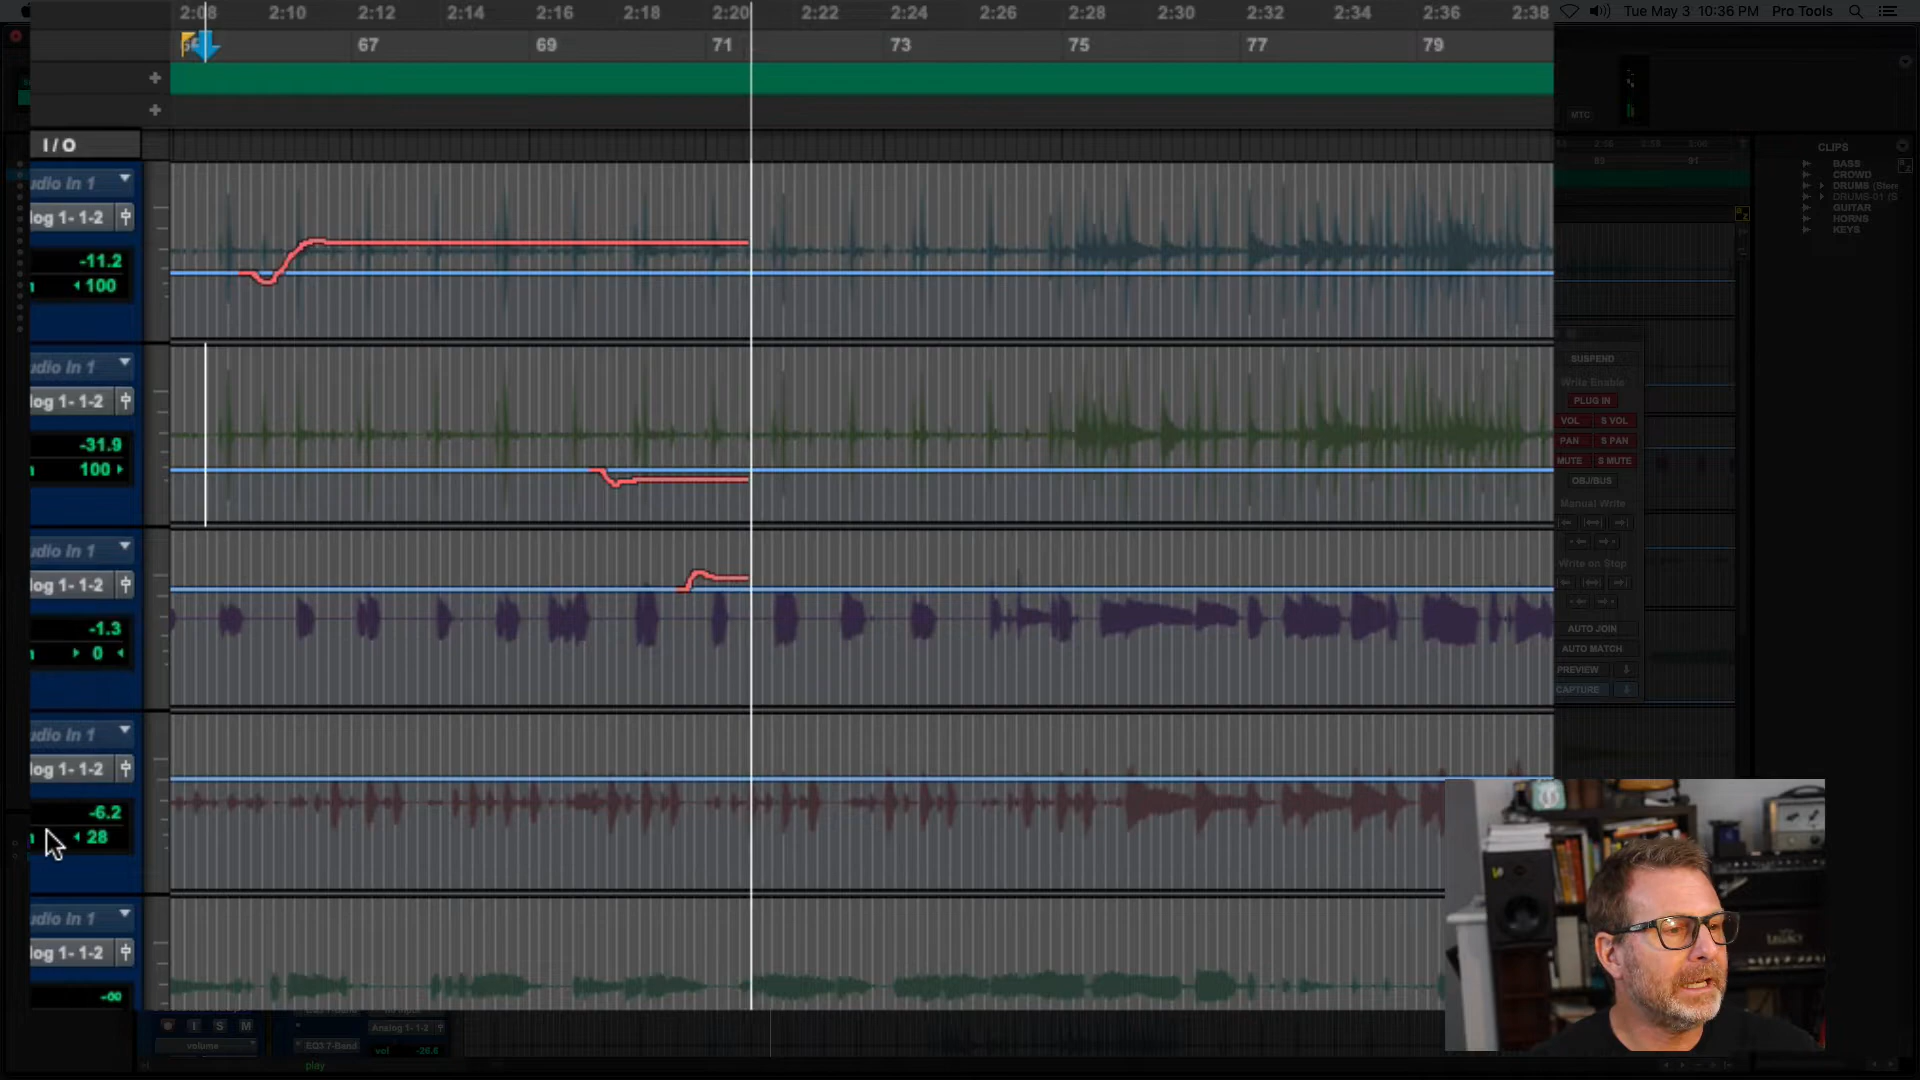 2:08 2:10 2:12 2:14 2:16 2:18 2:20 2:22 2:24 2:26 2:28 2:30 2:32 2:34 2:36 2:38
Tue May 3 10:36 PM Pro Tools
67 69 71 73 75 77 79
I / O
udio In 1
log 1- 1-2
-11.2
100
udio In 1
log 1- 1-2
-31.9
100
udio In 1
log 1- 1-2
-1.3
0
udio In 1
log 1- 1-2
-6.2
28
udio In 1
log 1- 1-2
-∞
MTC
CLIPS
BASS
CROWD
DRUMS (Stere
DRUMS-01 (S
GUITAR
HORNS
KEYS
SUSPEND
Write Enable
PLUG IN
VOL S VOL
PAN S PAN
MUTE S MUTE
OBJ/BUS
Manual Write
Write on Stop
AUTO JOIN
AUTO MATCH
PREVIEW
CAPTURE
I S M
Analog 1- 1-2
volume
EQ3 7-Band
vol -26.6
play